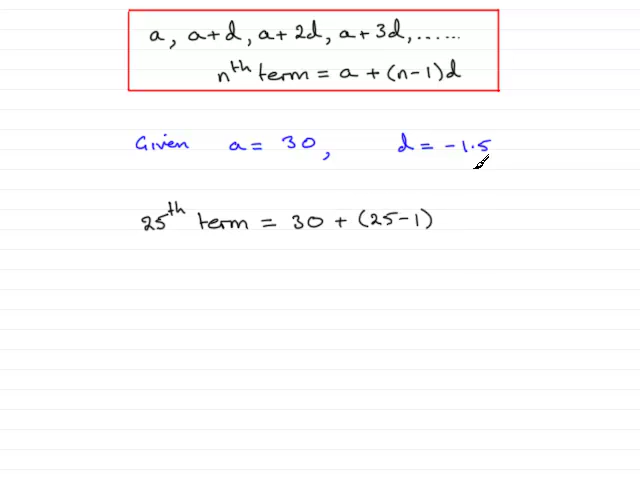 a, a+d, a+2d, a+3d, ......
nth term = a + (n-1)d
Given a = 30, d = -1.5
25th term = 30 + (25-1)